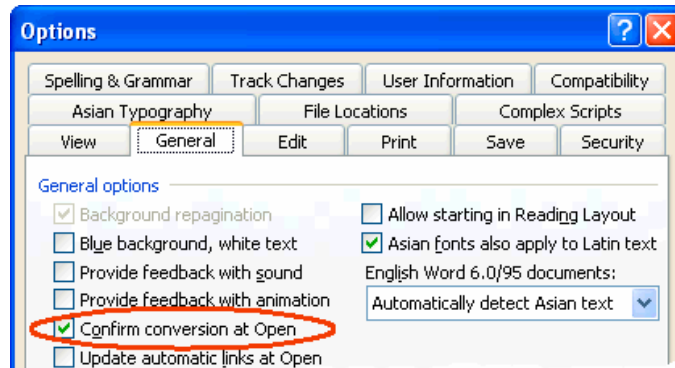 Options
Spelling & Grammar Track Changes User Information Compatibility
Asian Typography File Locations Complex Scripts
View General Edit Print Save Security
General options
Background repagination Allow starting in Reading Layout
Blue background, white text Asian fonts also apply to Latin text
Provide feedback with sound English Word 6.0/95 documents:
Provide feedback with animation Automatically detect Asian text
Confirm conversion at Open
Update automatic links at Open